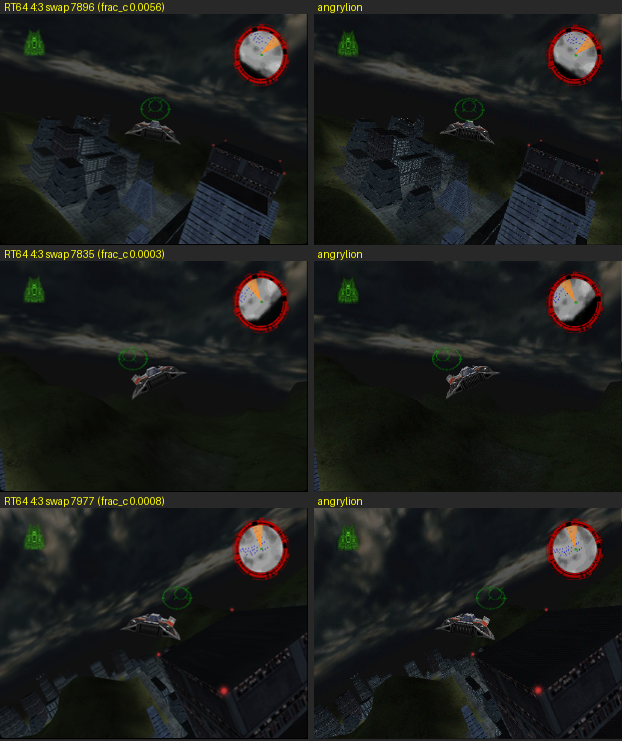 RT64 4:3 swap 7896 (frac_c 0.0056) angrylion
RT64 4:3 swap 7835 (frac_c 0.0003) angrylion
RT64 4:3 swap 7977 (frac_c 0.0008) angrylion